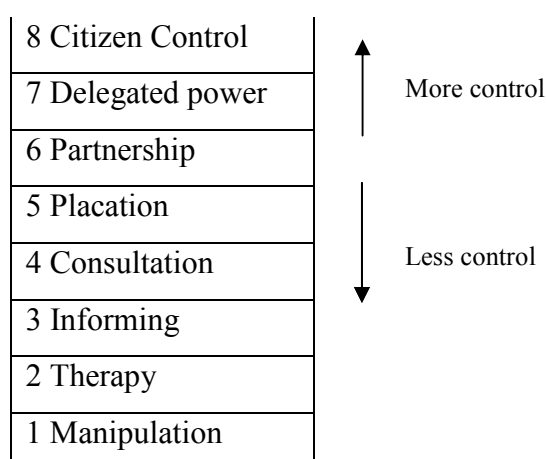 8 Citizen Control
7 Delegated power
More control
6 Partnership
5 Placation
4 Consultation
Less control
3 Informing
2 Therapy
1 Manipulation